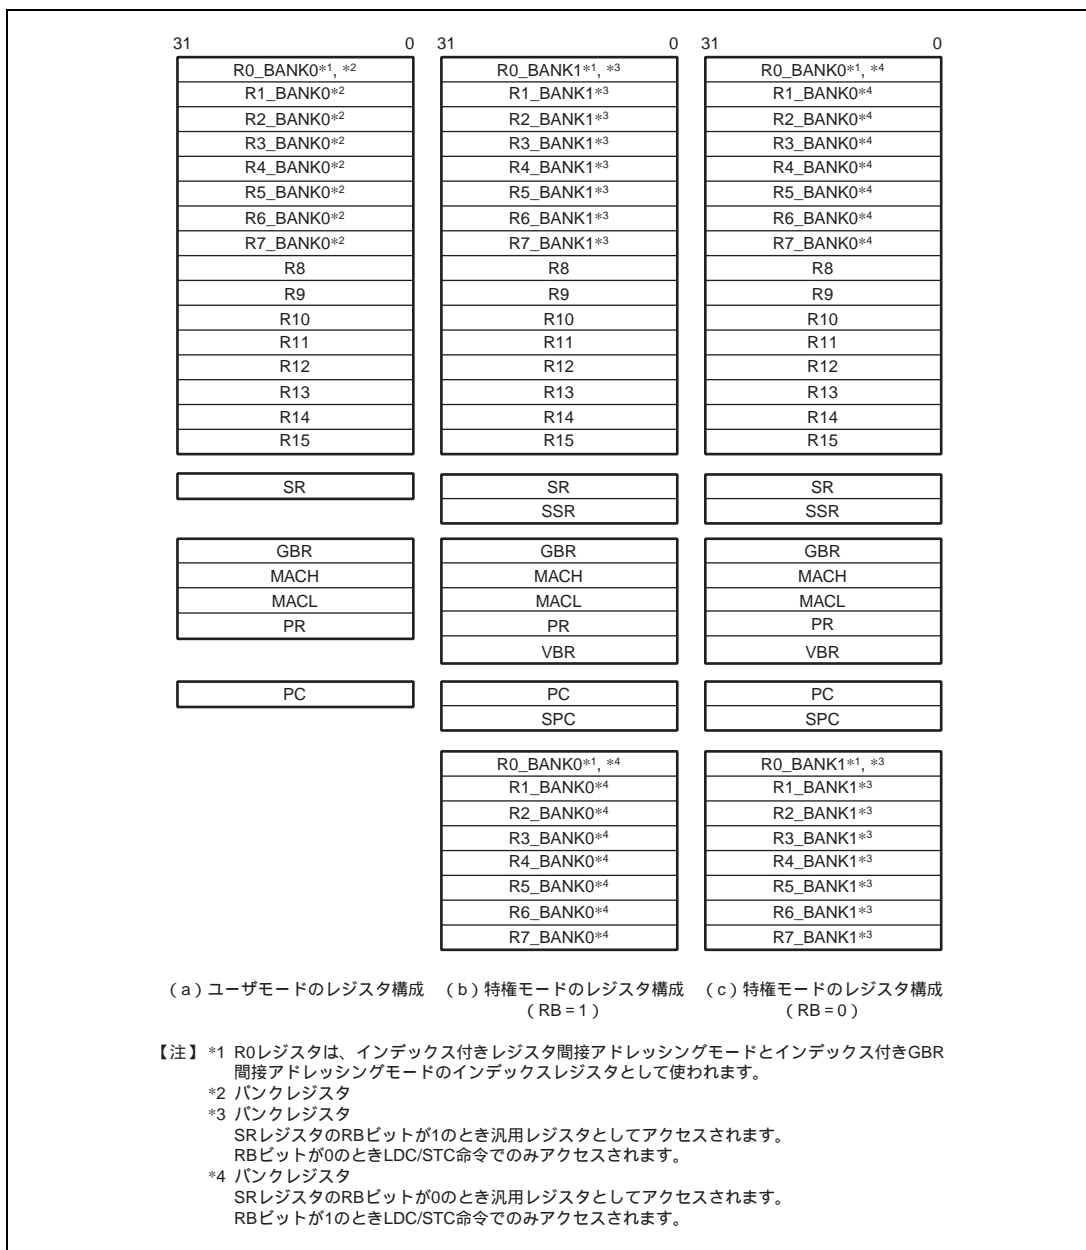 31 0 31 0 31 0
R0_BANK0*1, *2 R0_BANK1*1, *3 R0_BANK0*1, *4
R1_BANK0*2 R1_BANK1*3 R1_BANK0*4
R2_BANK0*2 R2_BANK1*3 R2_BANK0*4
R3_BANK0*2 R3_BANK1*3 R3_BANK0*4
R4_BANK0*2 R4_BANK1*3 R4_BANK0*4
R5_BANK0*2 R5_BANK1*3 R5_BANK0*4
R6_BANK0*2 R6_BANK1*3 R6_BANK0*4
R7_BANK0*2 R7_BANK1*3 R7_BANK0*4
R8 R8 R8
R9 R9 R9
R10 R10 R10
R11 R11 R11
R12 R12 R12
R13 R13 R13
R14 R14 R14
R15 R15 R15
SR SR SR
SSR SSR
GBR GBR GBR
MACH MACH MACH
MACL MACL MACL
PR PR PR
VBR VBR
PC PC PC
SPC SPC
R0_BANK0*1, *4 R0_BANK1*1, *3
R1_BANK0*4 R1_BANK1*3
R2_BANK0*4 R2_BANK1*3
R3_BANK0*4 R3_BANK1*3
R4_BANK0*4 R4_BANK1*3
R5_BANK0*4 R5_BANK1*3
R6_BANK0*4 R6_BANK1*3
R7_BANK0*4 R7_BANK1*3
(a)ユーザモードのレジスタ構成 (b)特権モードのレジスタ構成 (c)特権モードのレジスタ構成
(RB=1) (RB=0)
【注】*1 R0レジスタは、インデックス付きレジスタ間接アドレッシングモードとインデックス付きGBR
間接アドレッシングモードのインデックスレジスタとして使われます。
*2 バンクレジスタ
*3 バンクレジスタ
SRレジスタのRBビットが1のとき汎用レジスタとしてアクセスされます。
RBビットが0のときLDC/STC命令でのみアクセスされます。
*4 バンクレジスタ
SRレジスタのRBビットが0のとき汎用レジスタとしてアクセスされます。
RBビットが1のときLDC/STC命令でのみアクセスされます。